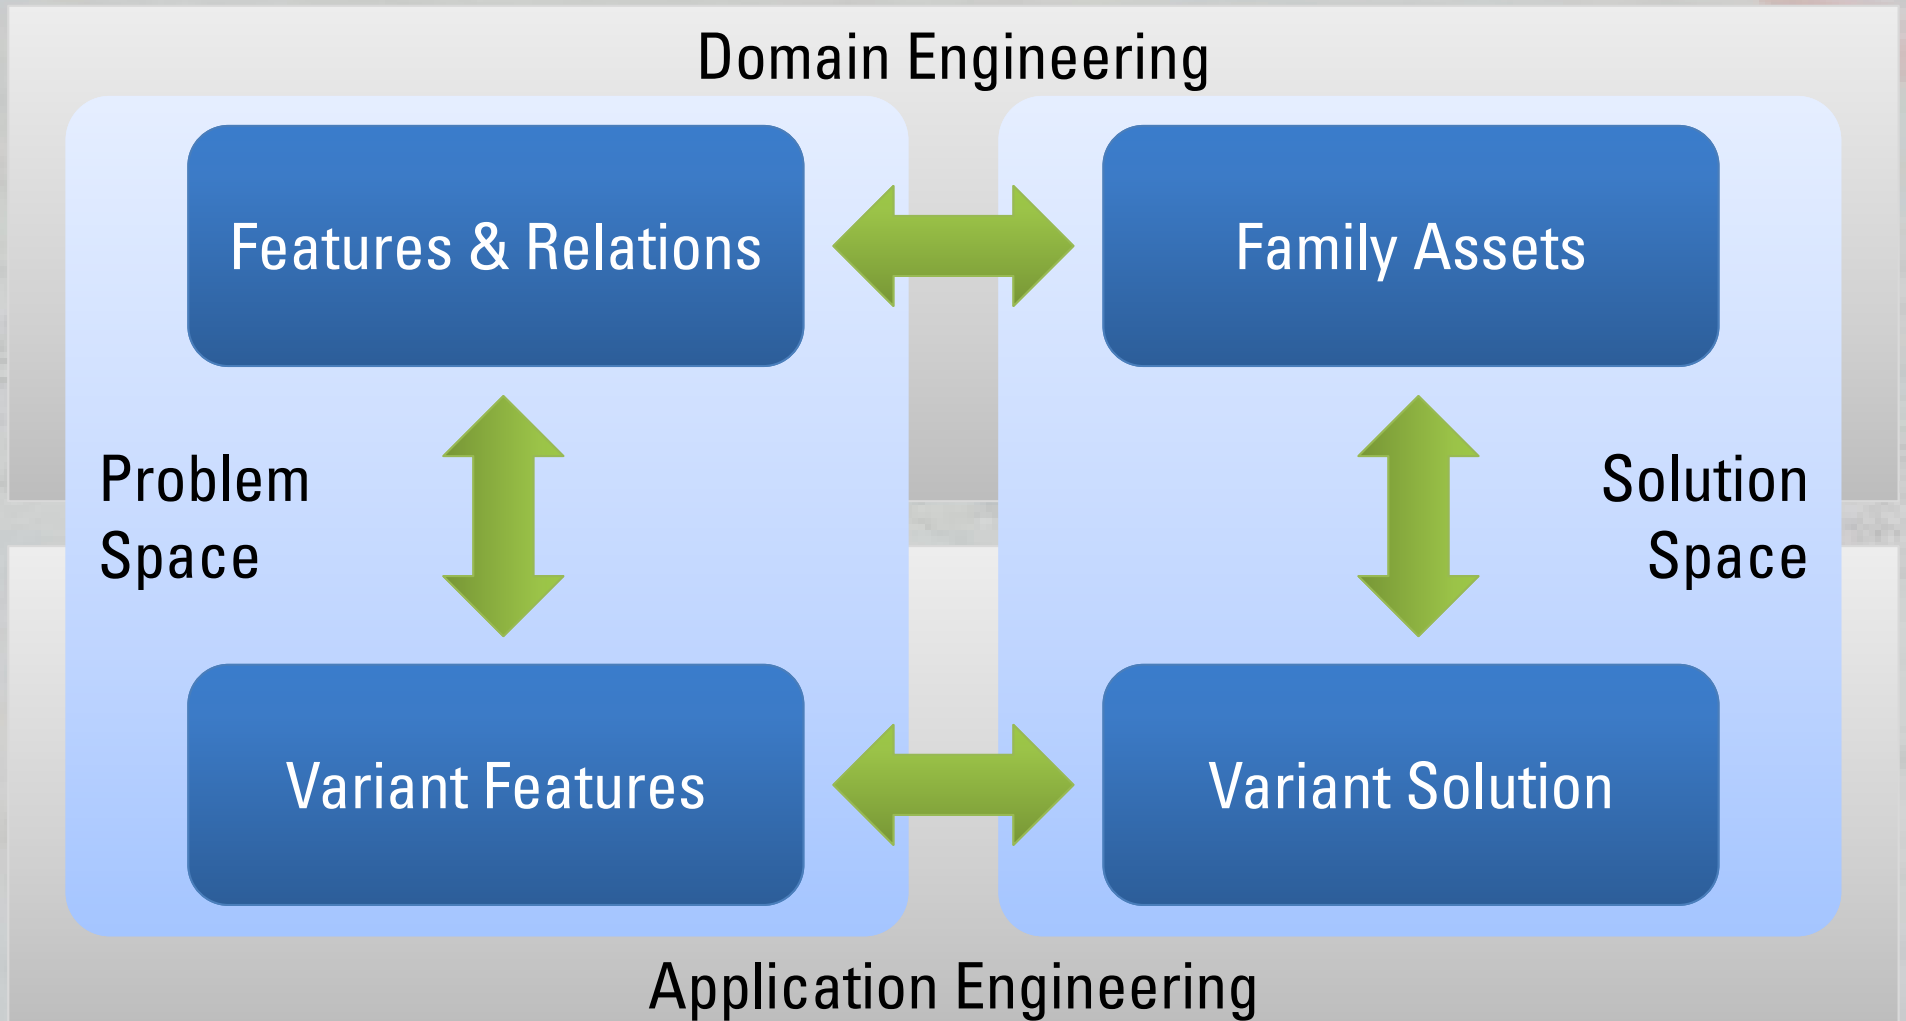 Domain Engineering
Features & Relations
Family Assets
Problem
Space
Solution
Space
Variant Features
Variant Solution
Application Engineering